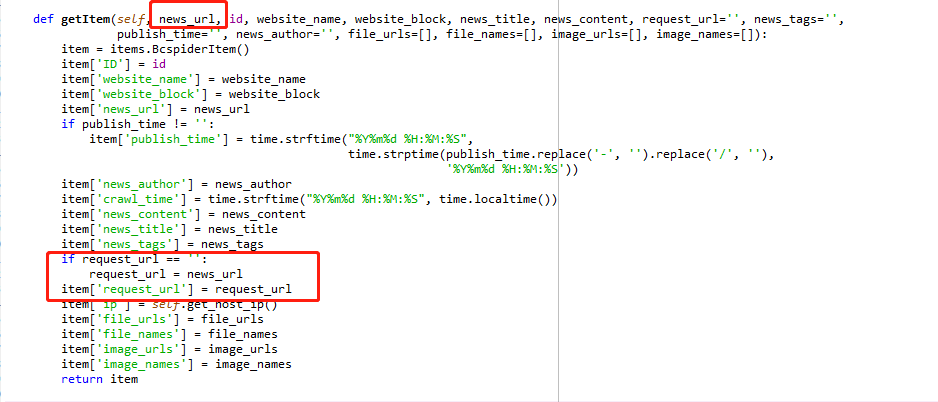 def getItem(self, news_url, id, website_name, website_block, news_title, news_content, request_url='', news_tags='',
publish_time='', news_author='', file_urls=[], file_names=[], image_urls=[], image_names=[]):
item = items.BcspiderItem()
item['ID'] = id
item['website_name'] = website_name
item['website_block'] = website_block
item['news_url'] = news_url
if publish_time != '':
item['publish_time'] = time.strftime("%Y%m%d %H:%M:%S",
time.strptime(publish_time.replace('-', '').replace('/', ''),
'%Y%m%d %H:%M:%S'))
item['news_author'] = news_author
item['crawl_time'] = time.strftime("%Y%m%d %H:%M:%S", time.localtime())
item['news_content'] = news_content
item['news_title'] = news_title
item['news_tags'] = news_tags
if request_url == '':
request_url = news_url
item['request_url'] = request_url
item['ip'] = self.get_host_ip()
item['file_urls'] = file_urls
item['file_names'] = file_names
item['image_urls'] = image_urls
item['image_names'] = image_names
return item